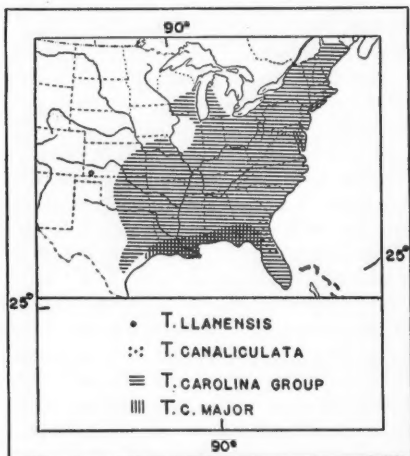 90°
25°
25°
T. LLANENSIS
T. CANALICULATA
T. CAROLINA GROUP
T. C. MAJOR
90°